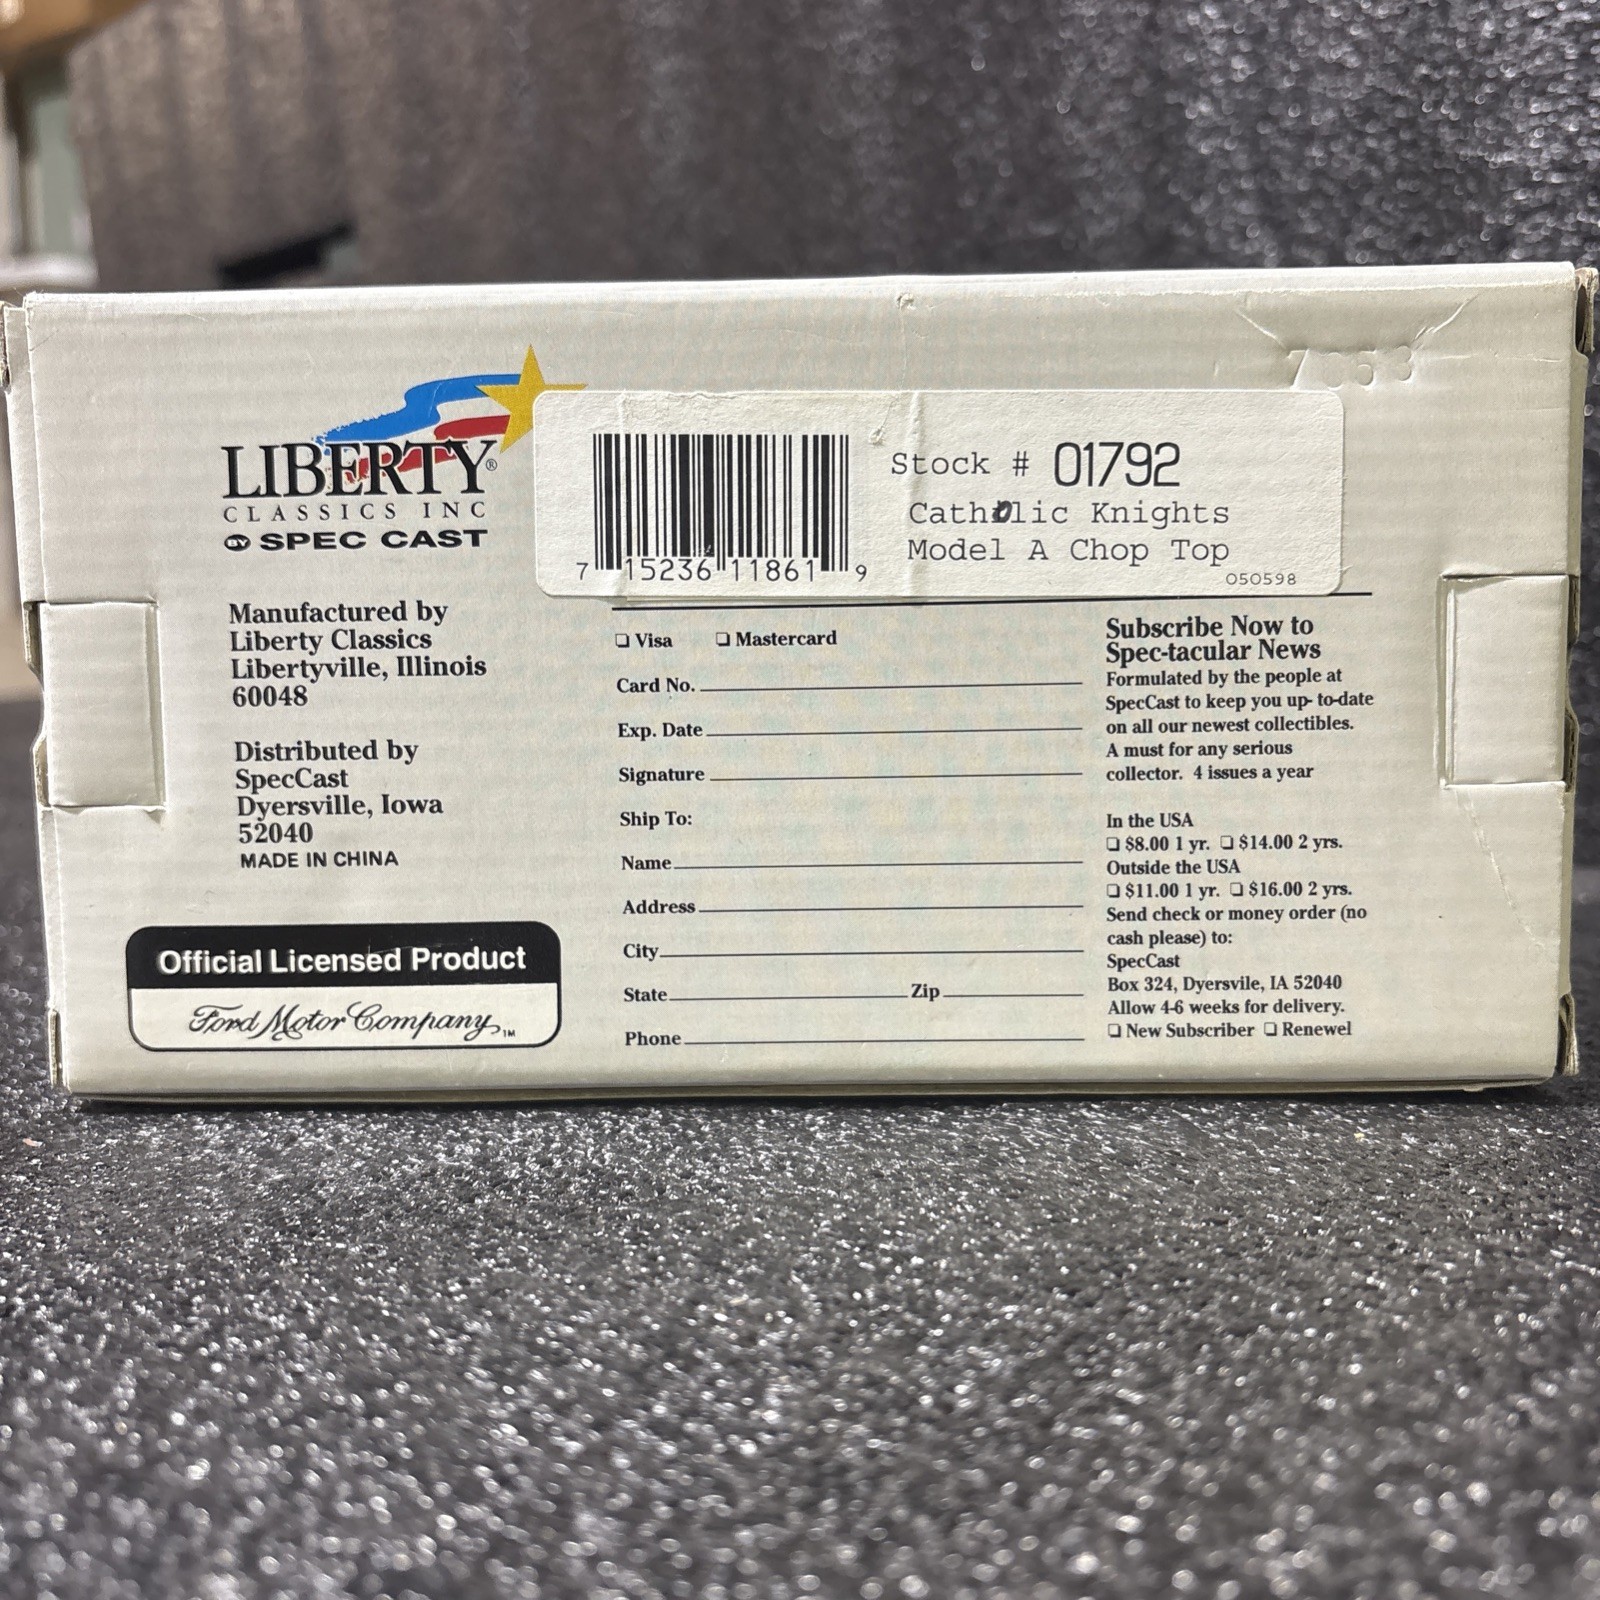 LIBERTY®
CLASSICS INC
BY SPEC CAST
Manufactured by
Liberty Classics
Libertyville, Illinois
60048
Distributed by
SpecCast
Dyersville, Iowa
52040
MADE IN CHINA
Official Licensed Product
Ford Motor Company TM
7 15236 11861 9
Stock # 01792
Catholic Knights
Model A Chop Top
050598
❏ Visa ❏ Mastercard
Card No.
Exp. Date
Signature
Ship To:
Name
Address
City
State Zip
Phone
Subscribe Now to
Spec-tacular News
Formulated by the people at
SpecCast to keep you up- to-date
on all our newest collectibles.
A must for any serious
collector. 4 issues a year
In the USA
❏ $8.00 1 yr. ❏ $14.00 2 yrs.
Outside the USA
❏ $11.00 1 yr. ❏ $16.00 2 yrs.
Send check or money order (no
cash please) to:
SpecCast
Box 324, Dyersvile, IA 52040
Allow 4-6 weeks for delivery.
❏ New Subscriber ❏ Renewel